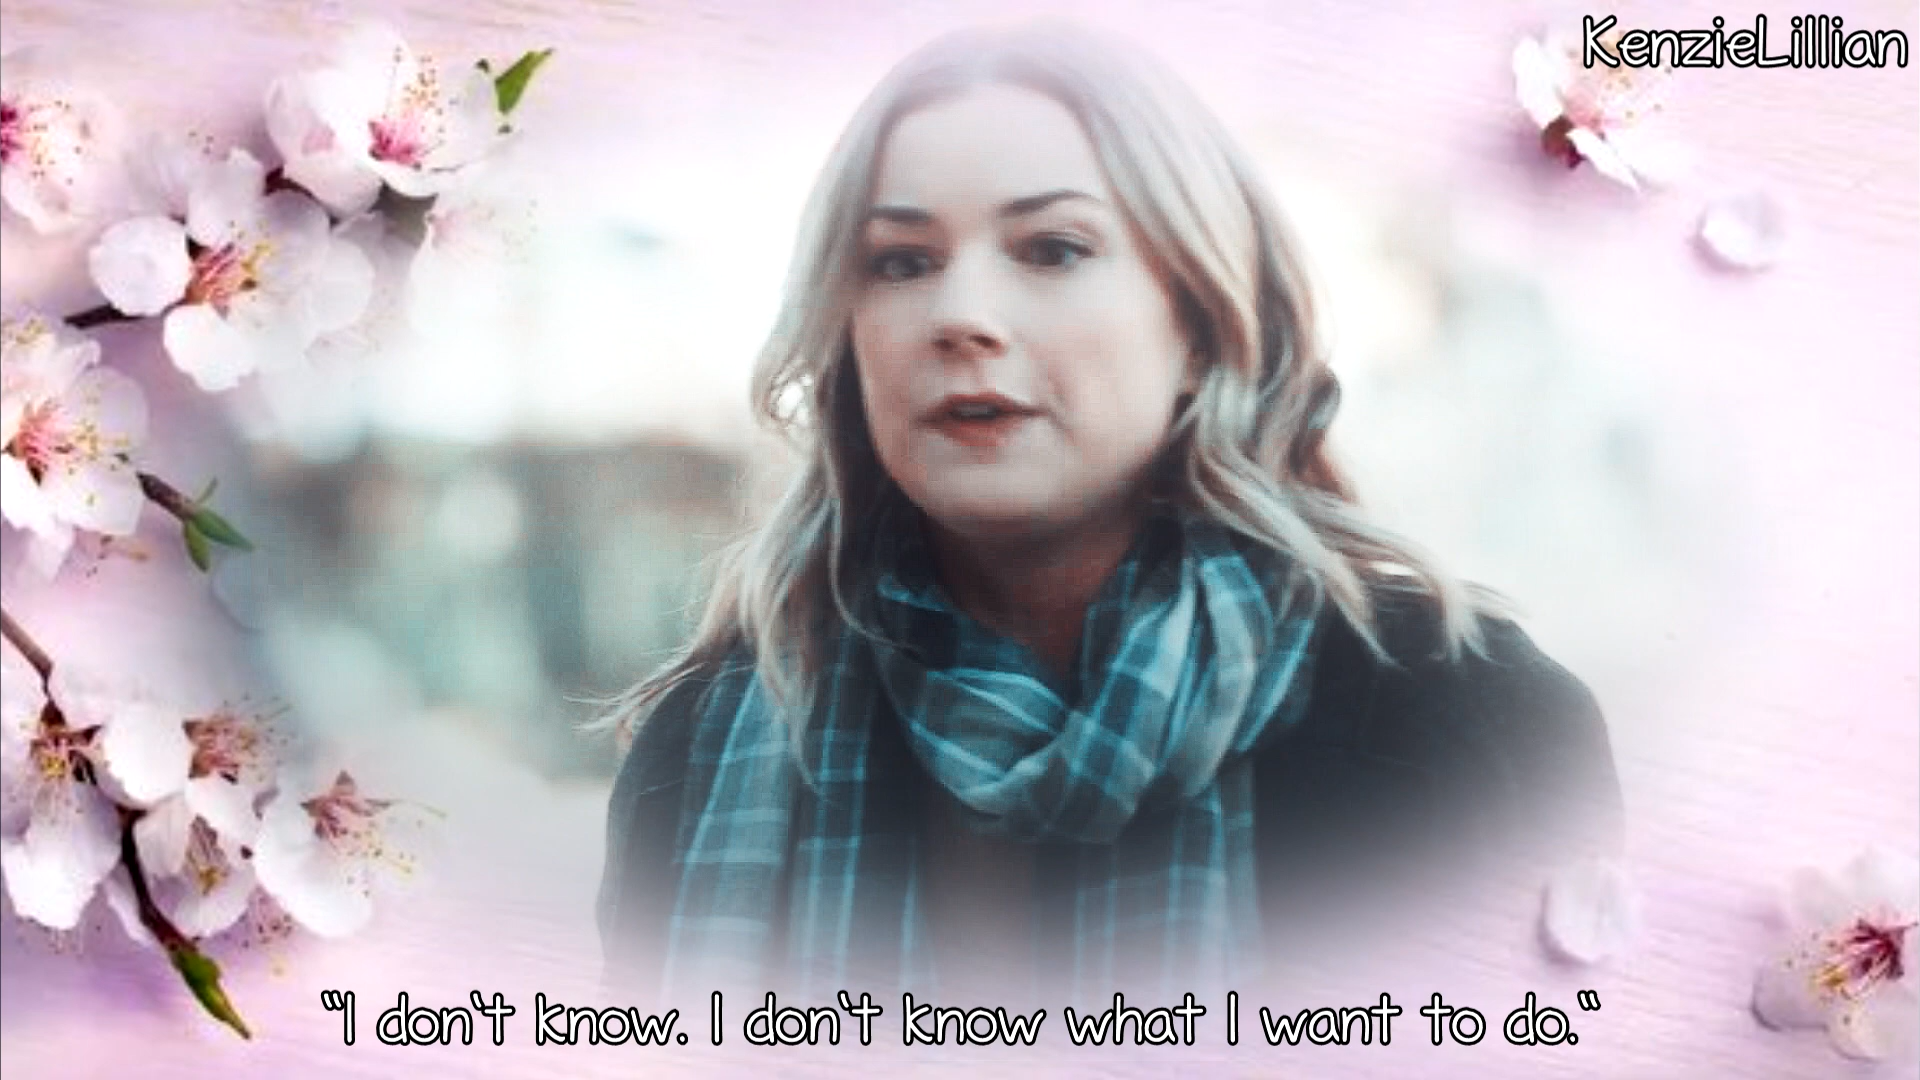 KenzieLillian
"I don't know. I don't know what I want to do."